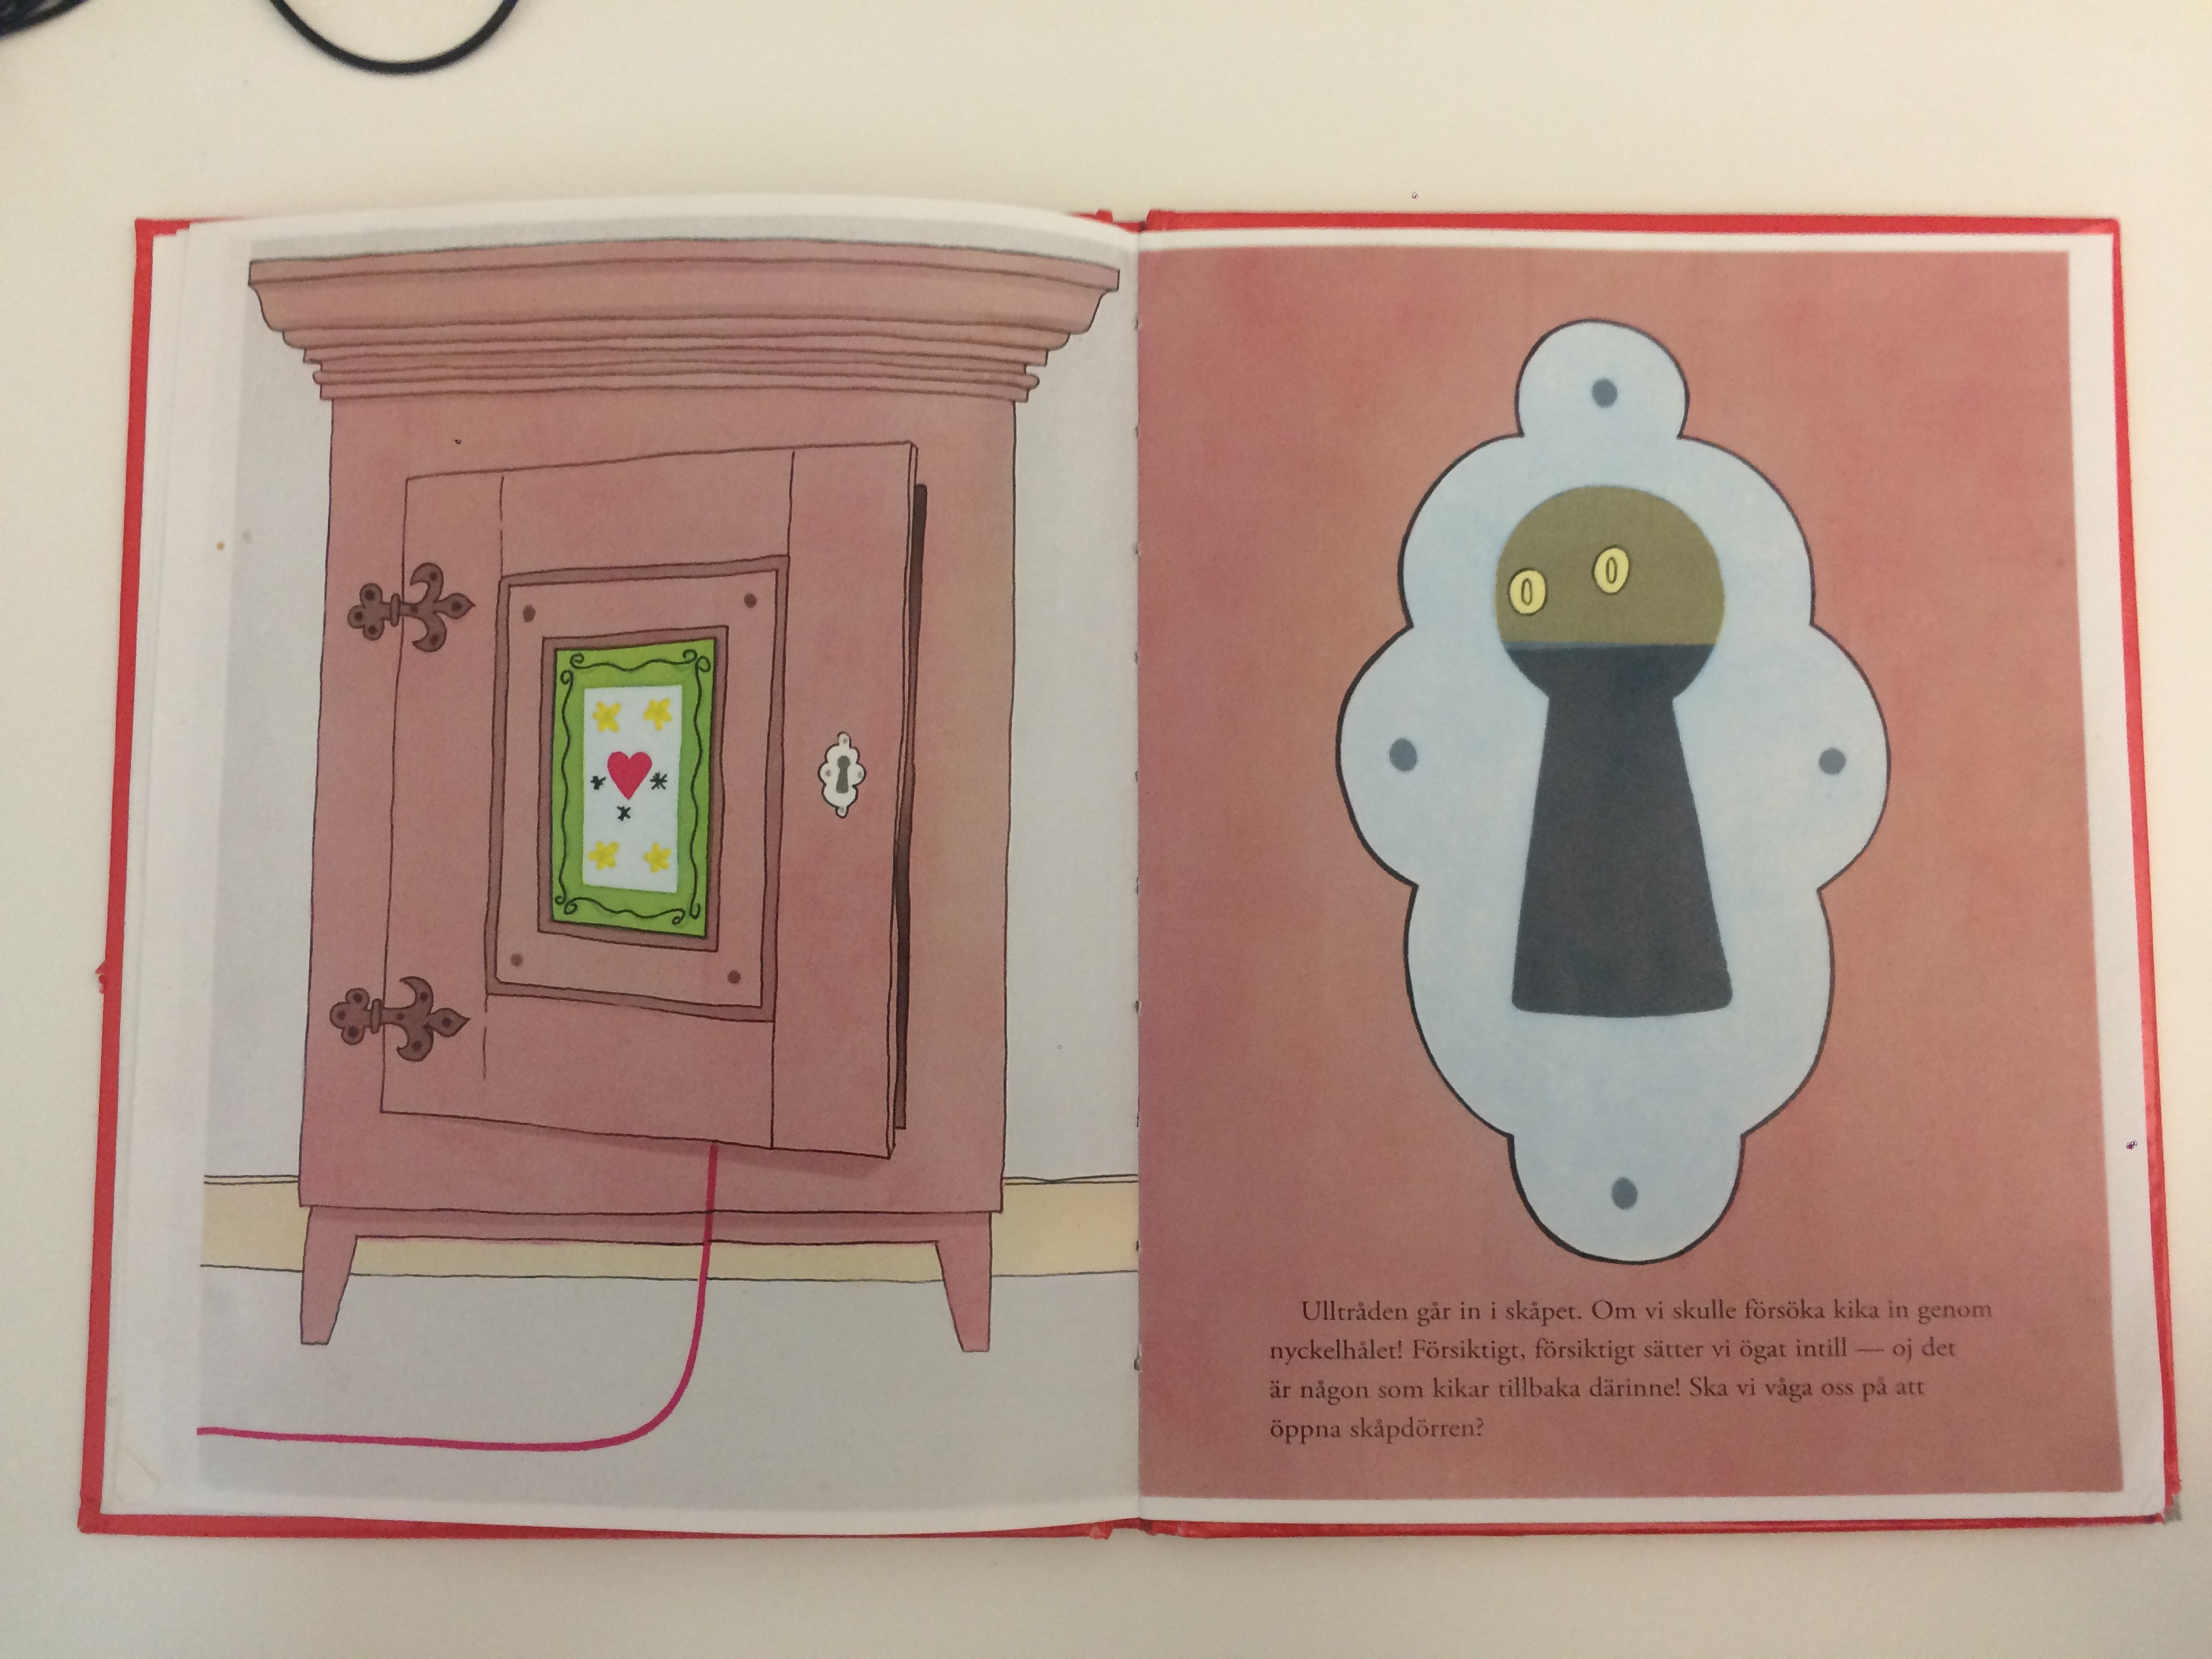 Ulltråden går in i skåpet. Om vi skulle försöka kika in genom
nyckelhålet! Försiktigt, försiktigt sätter vi ögat intill — oj det
är någon som kikar tillbaka därinne! Ska vi våga oss på att
öppna skåpdörren?